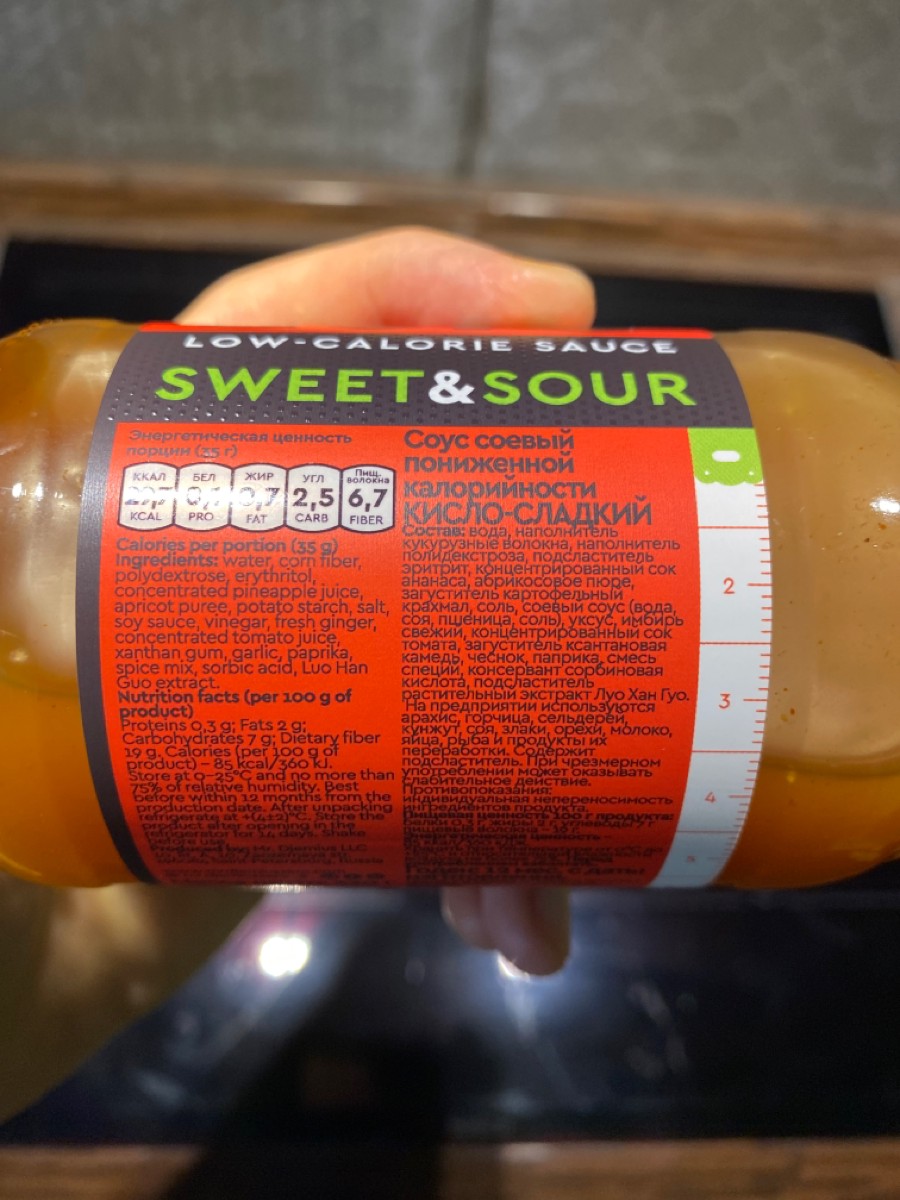 LOW-CALORIE SAUCE
SWEET&SOUR
Энергетическая ценность
порции (35 г)
ККАЛ БЕЛ ЖИР УГЛ Пищ. волокна
29,7 0,1 0,7 2,5 6,7
KCAL PRO FAT CARB FIBER
Calories per portion (35 g)
Ingredients: water, corn fiber,
polydextrose, erythritol,
concentrated pineapple juice,
apricot puree, potato starch, salt,
soy sauce, vinegar, fresh ginger,
concentrated tomato juice,
xanthan gum, garlic, paprika,
spice mix, sorbic acid, Luo Han
Guo extract.
Nutrition facts (per 100 g of
product)
Proteins 0,3 g; Fats 2 g;
Carbohydrates 7 g; Dietary fiber
19 g. Calories (per 100 g of
product) – 85 kcal/360 kJ.
Store at 0-25°C and no more than
75% of relative humidity. Best
before within 12 months from the
production date. After unpacking
refrigerate at +(4±2)°C. Store the
product after opening in the
refrigerator for 14 days. Shake
before use.
Соус соевый
пониженной
калорийности
КИСЛО-СЛАДКИЙ
Состав: вода, наполнитель
кукурузные волокна, наполнитель
полидекстроза, подсластитель
эритрит, концентрированный сок
ананаса, абрикосовое пюре,
загуститель картофельный
крахмал, соль, соевый соус (вода,
соя, пшеница, соль), уксус, имбирь
свежий, концентрированный сок
томата, загуститель ксантановая
камедь, чеснок, паприка, смесь
специй, консервант сорбиновая
кислота, подсластитель
растительный экстракт Луо Хан Гуо.
На предприятии используются
арахис, горчица, сельдерей,
кунжут, соя, злаки, орехи, молоко,
яйца, рыба и продукты их
переработки. Содержит
подсластитель. При чрезмерном
употреблении может оказывать
слабительное действие.
Противопоказания:
индивидуальная непереносимость
ингредиентов продукта.
Пищевая ценность 100 г продукта:
2
3
4
5